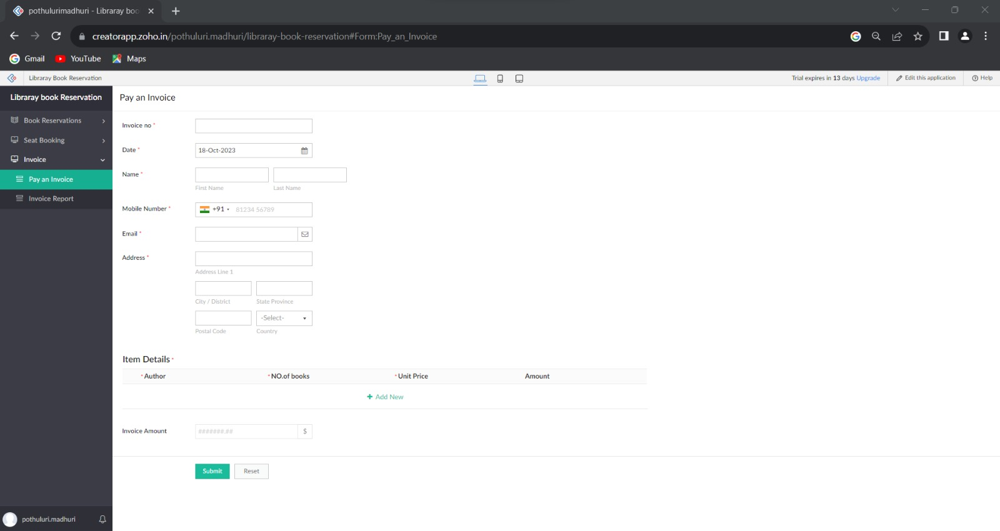 pothulurimadhuri - Libraray boo
creatorapp.zoho.in/pothuluri.madhuri/libraray-book-reservation#Form:Pay_an_Invoice
Gmail YouTube Maps
Libraray Book Reservation Trial expires in 13 days Upgrade Edit this application Help
Libraray book Reservation
Book Reservations
Seat Booking
Invoice
Pay an Invoice
Invoice Report
pothuluri.madhuri
Pay an Invoice
Invoice no *
Date * 18-Oct-2023
Name *
First Name Last Name
Mobile Number * +91 81234 56789
Email *
Address *
Address Line 1
City / District State Province
-Select-
Postal Code Country
Item Details *
* Author * NO.of books * Unit Price Amount
+ Add New
Invoice Amount #######.## $
Submit Reset